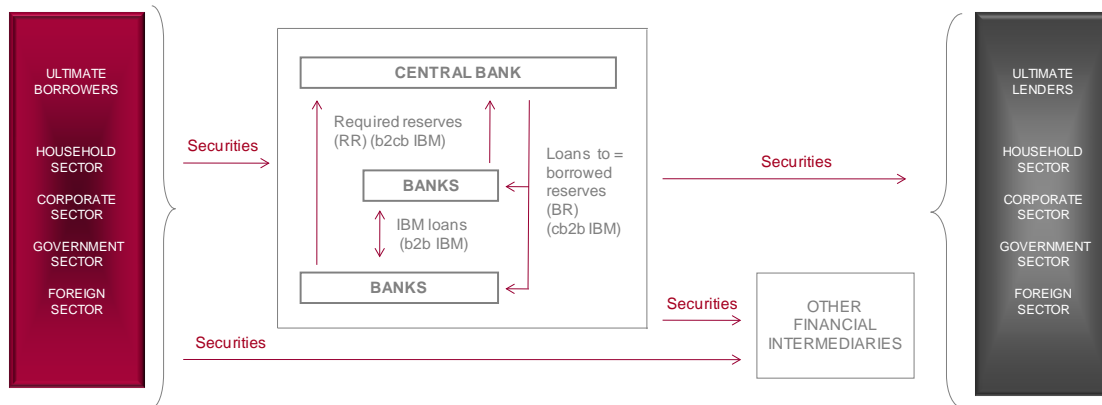 ULTIMATE
BORROWERS
HOUSEHOLD
SECTOR
CORPORATE
SECTOR
GOVERNMENT
SECTOR
FOREIGN
SECTOR
Securities
CENTRAL BANK
Required reserves
(RR) (b2cb IBM)
BANKS
IBM loans
(b2b IBM)
BANKS
Loans to =
borrowed
reserves
(BR)
(cb2b IBM)
Securities
Securities
Securities
OTHER
FINANCIAL
INTERMEDIARIES
ULTIMATE
LENDERS
HOUSEHOLD
SECTOR
CORPORATE
SECTOR
GOVERNMENT
SECTOR
FOREIGN
SECTOR